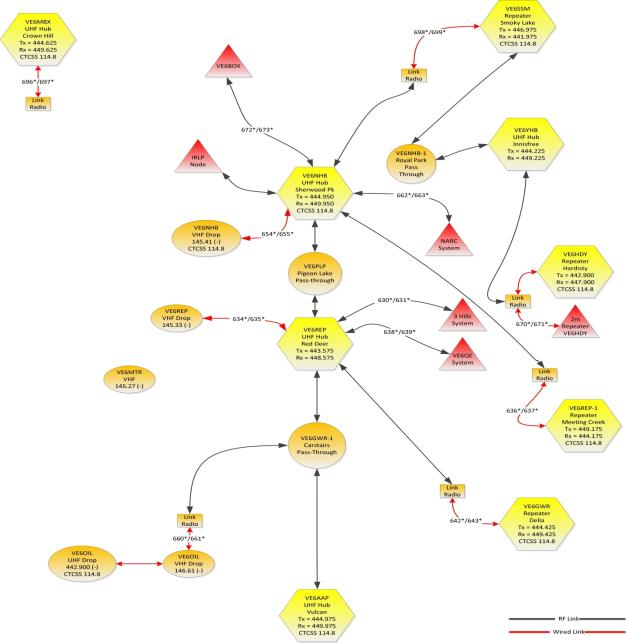 VE6MBX
UHF Hub
Crown Hill
Tx = 444.625
Rx = 449.625
CTCSS 114.8
696*/697*
Link
Radio
VE6SSM
Repeater
Smoky Lake
Tx = 446.975
Rx = 441.975
CTCSS 114.8
698*/699*
Link
Radio
VE6BOX
672*/673*
IRLP
Node
VE6NHB-1
Royal Park
Pass
Through
VE6YHB
UHF Hub
Innisfree
Tx = 444.225
Rx = 449.225
VE6NHB
UHF Hub
Sherwood Pk
Tx = 444.950
Rx = 449.950
CTCSS 114.8
662*/663*
NARC
System
VE6NHB
VHF Drop
145.41 (-)
CTCSS 114.8
654*/655*
VE6HDY
Repeater
Hardisty
Tx = 442.900
Rx = 447.900
CTCSS 114.8
Link
Radio
670*/671*
2m
Repeater
VE6HDY
VE6PLP
Pigeon Lake
Pass-through
VE6REP
VHF Drop
145.33 (-)
634*/635*
VE6REP
UHF Hub
Red Deer
Tx = 443.575
Rx = 448.575
630*/631*
3 Hills
System
638*/639*
VE6QE
System
VE6MTR
VHF
145.27 (-)
Link
Radio
636*/637*
VE6REP-1
Repeater
Meeting Creek
Tx = 449.175
Rx = 444.175
CTCSS 114.8
VE6GWR-1
Carstairs
Pass-Through
Link
Radio
642*/643*
VE6GWR
Repeater
Delia
Tx = 444.425
Rx = 449.425
CTCSS 114.8
Link
Radio
660*/661*
VE6OIL
UHF Drop
442.900 (-)
CTCSS 114.8
VE6OIL
VHF Drop
146.61 (-)
VE6AAP
UHF Hub
Vulcan
Tx = 444.975
Rx = 449.975
CTCSS 114.8
RF Link
Wired Link